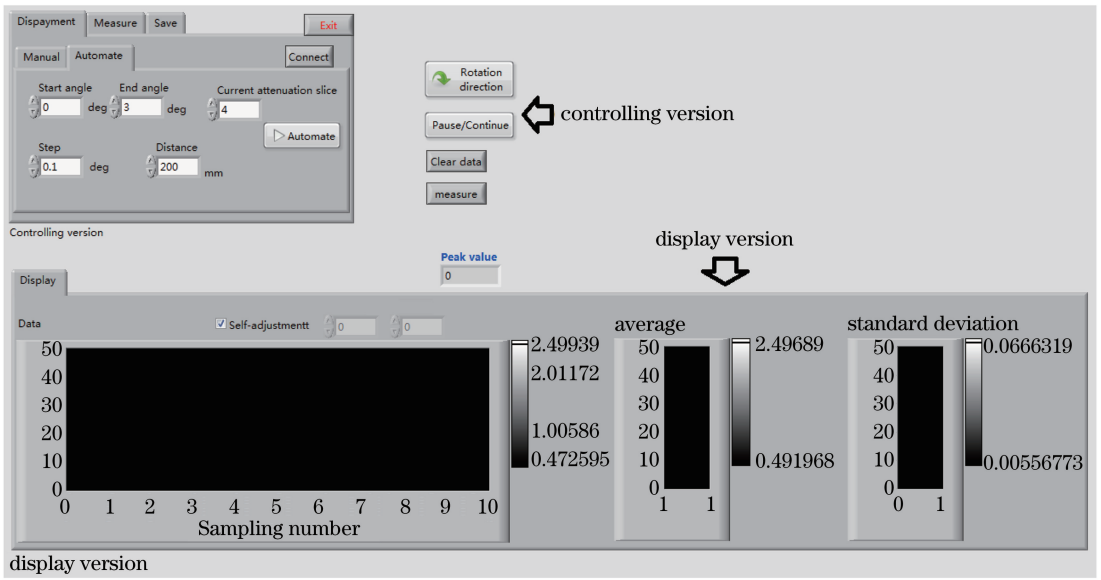 Dispayment Measure Save Exit
Manual Automate Connect
Start angle End angle Current attenuation slice
0 deg 3 deg 4
Automate
Step Distance
0.1 deg 200 mm
Controlling version
Rotation
direction
Pause/Continue
Clear data
measure
controlling version
display version
Peak value
0
Display
Data Self-adjustmentt 0 0
50
40
30
20
10
0
0 1 2 3 4 5 6 7 8 9 10
Sampling number
2.49939
2.01172
1.00586
0.472595
average
50
40
30
20
10
0
1 1
2.49689
0.491968
standard deviation
50
40
30
20
10
0
0 1
0.0666319
0.00556773
display version